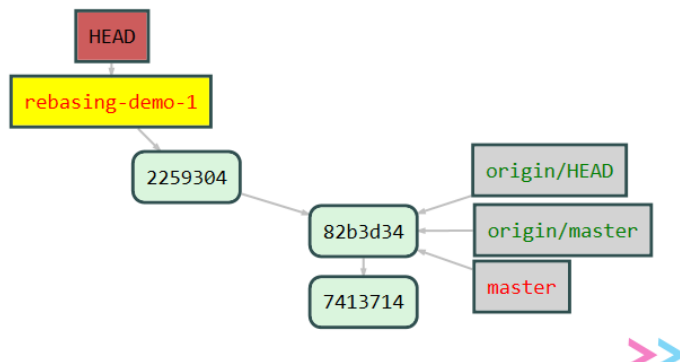 HEAD
rebasing-demo-1
2259304
origin/HEAD
82b3d34
origin/master
master
7413714